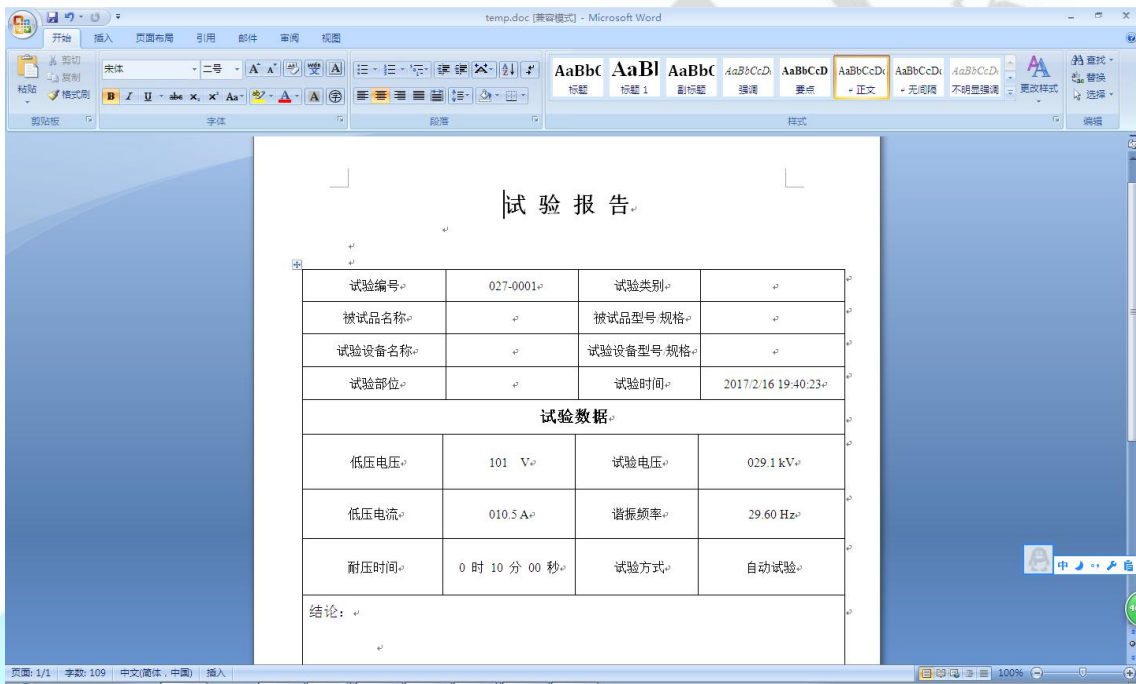 temp.doc [兼容模式] - Microsoft Word
开始 插入 页面布局 引用 邮件 审阅 视图
粘贴
剪切
复制
格式刷
剪贴板
宋体 二号
B I U abc x₂ x² Aa A A A
字体
段落
AaBbC AaBl AaBbC AaBbCcD AaBbCcD AaBbCcDc AaBbCcDc AaBbCcD
标题 标题 1 副标题 强调 要点 正文 无间隔 不明显强调
更改样式
样式
查找
替换
选择
编辑
试 验 报 告
试验编号 027-0001 试验类别
被试品名称 被试品型号/规格
试验设备名称 试验设备型号/规格
试验部位 试验时间 2017/2/16 19:40:23
试验数据
低压电压 101 V 试验电压 029.1 kV
低压电流 010.5 A 谐振频率 29.60 Hz
耐压时间 0 时 10 分 00 秒 试验方式 自动试验
结论:
中
页面: 1/1 字数: 109 中文(简体，中国) 插入 100%